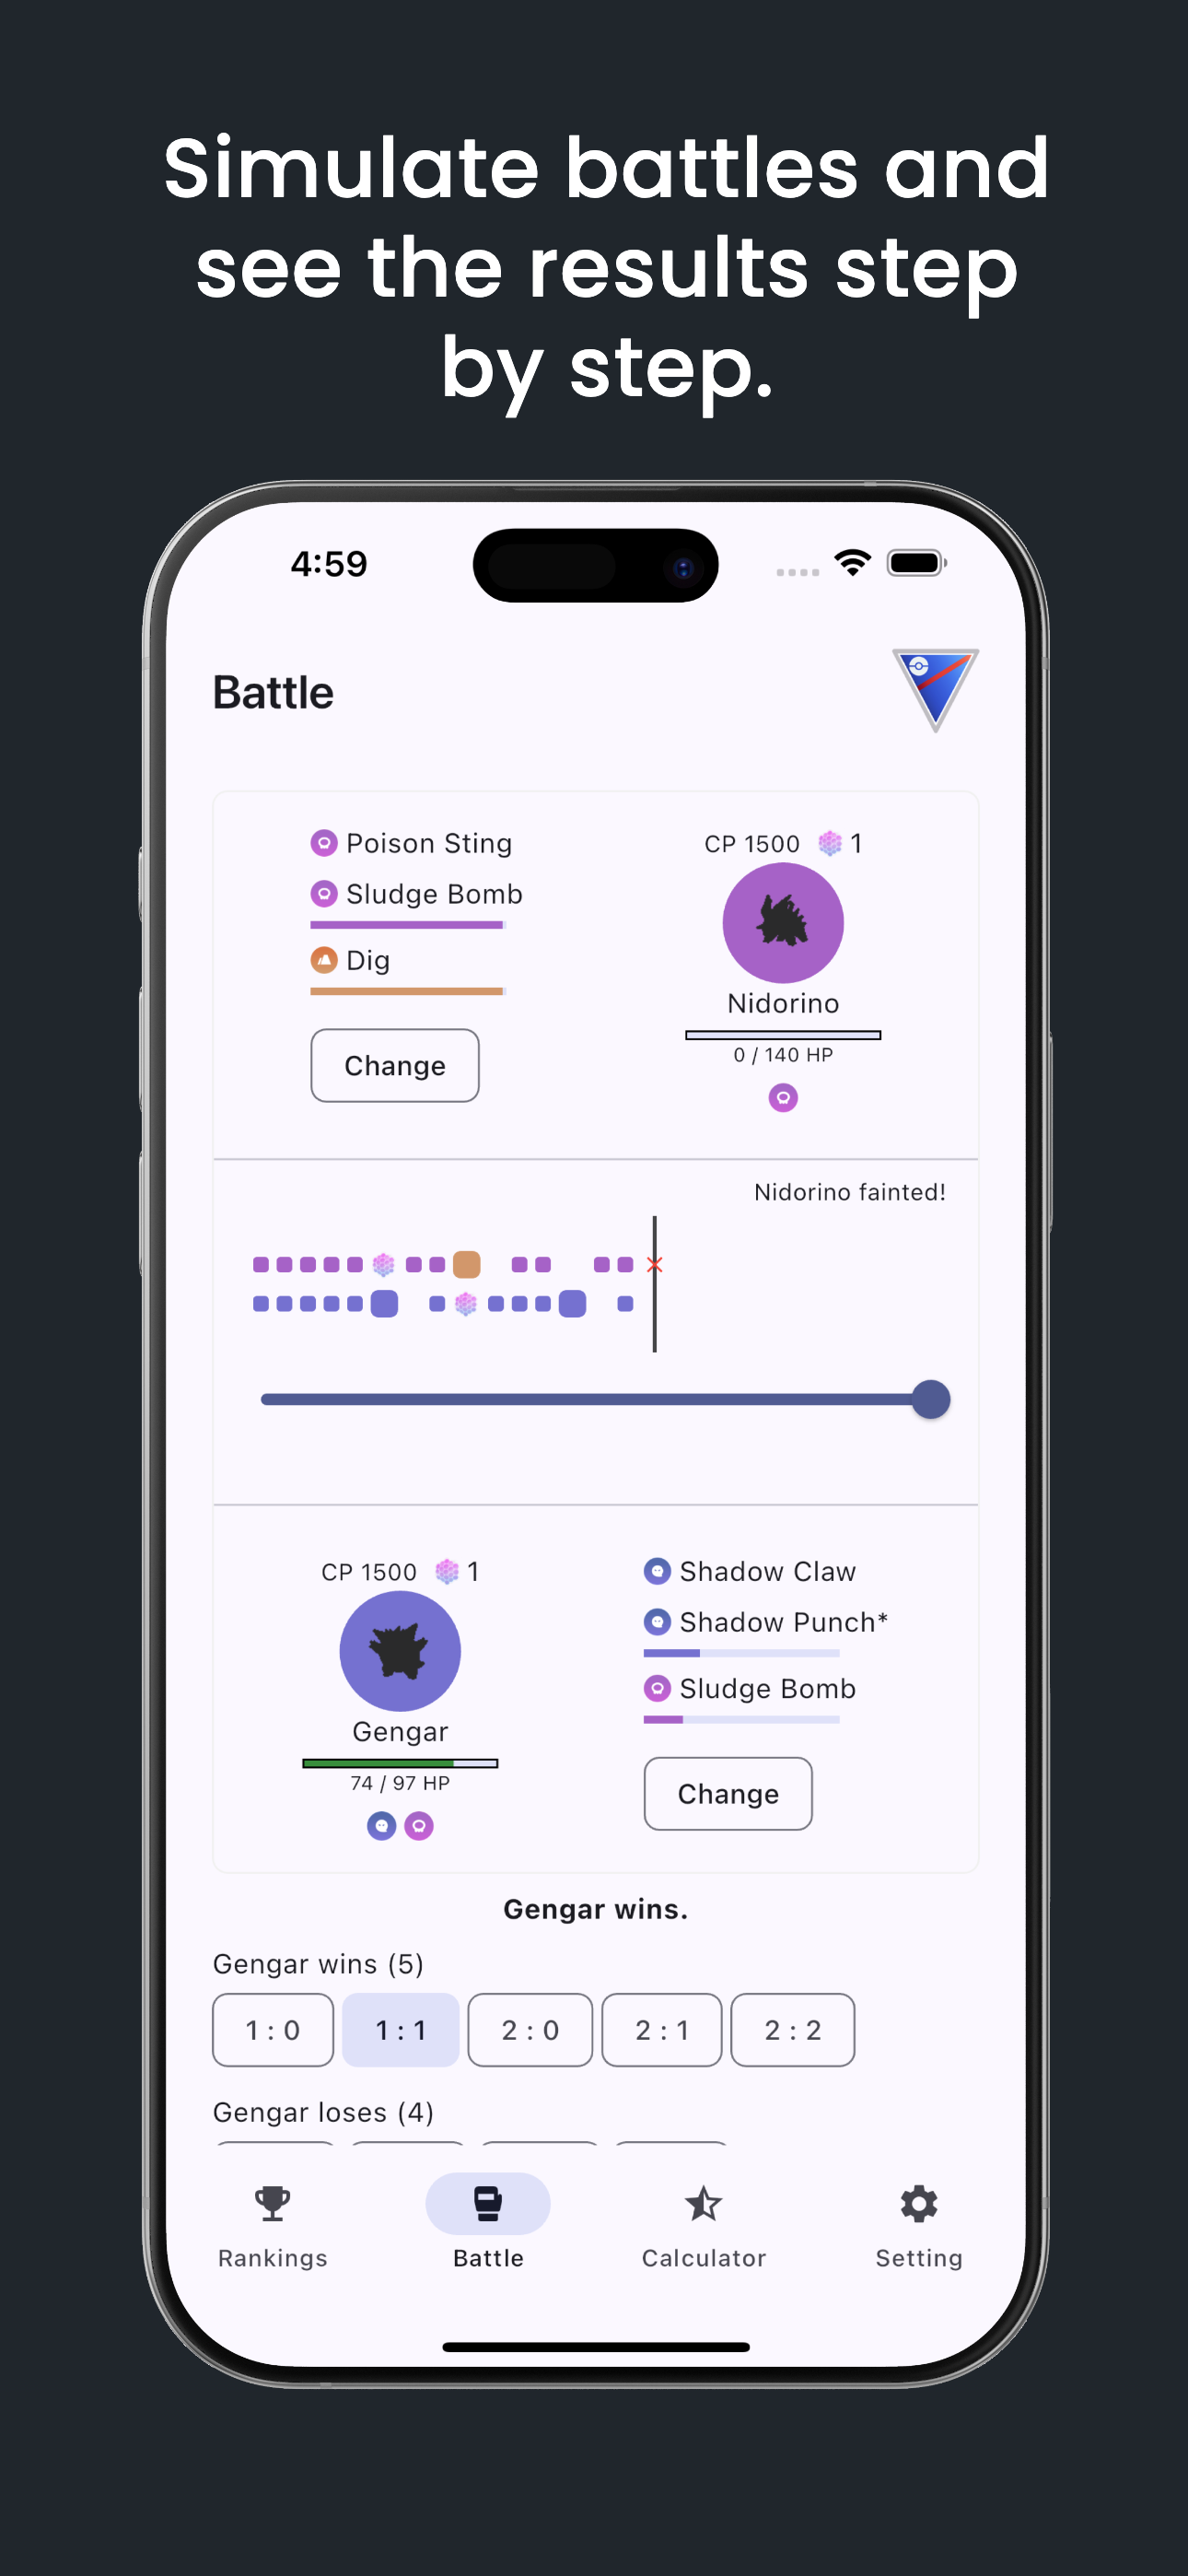 Simulate battles and
see the results step
by step.
4:59
Battle
Poison Sting
Sludge Bomb
Dig
Change
CP 1500 1
Nidorino
0 / 140 HP
Nidorino fainted!
CP 1500 1
Gengar
74 / 97 HP
Shadow Claw
Shadow Punch*
Sludge Bomb
Change
Gengar wins.
Gengar wins (5)
1 : 0 1 : 1 2 : 0 2 : 1 2 : 2
Gengar loses (4)
Rankings Battle Calculator Setting